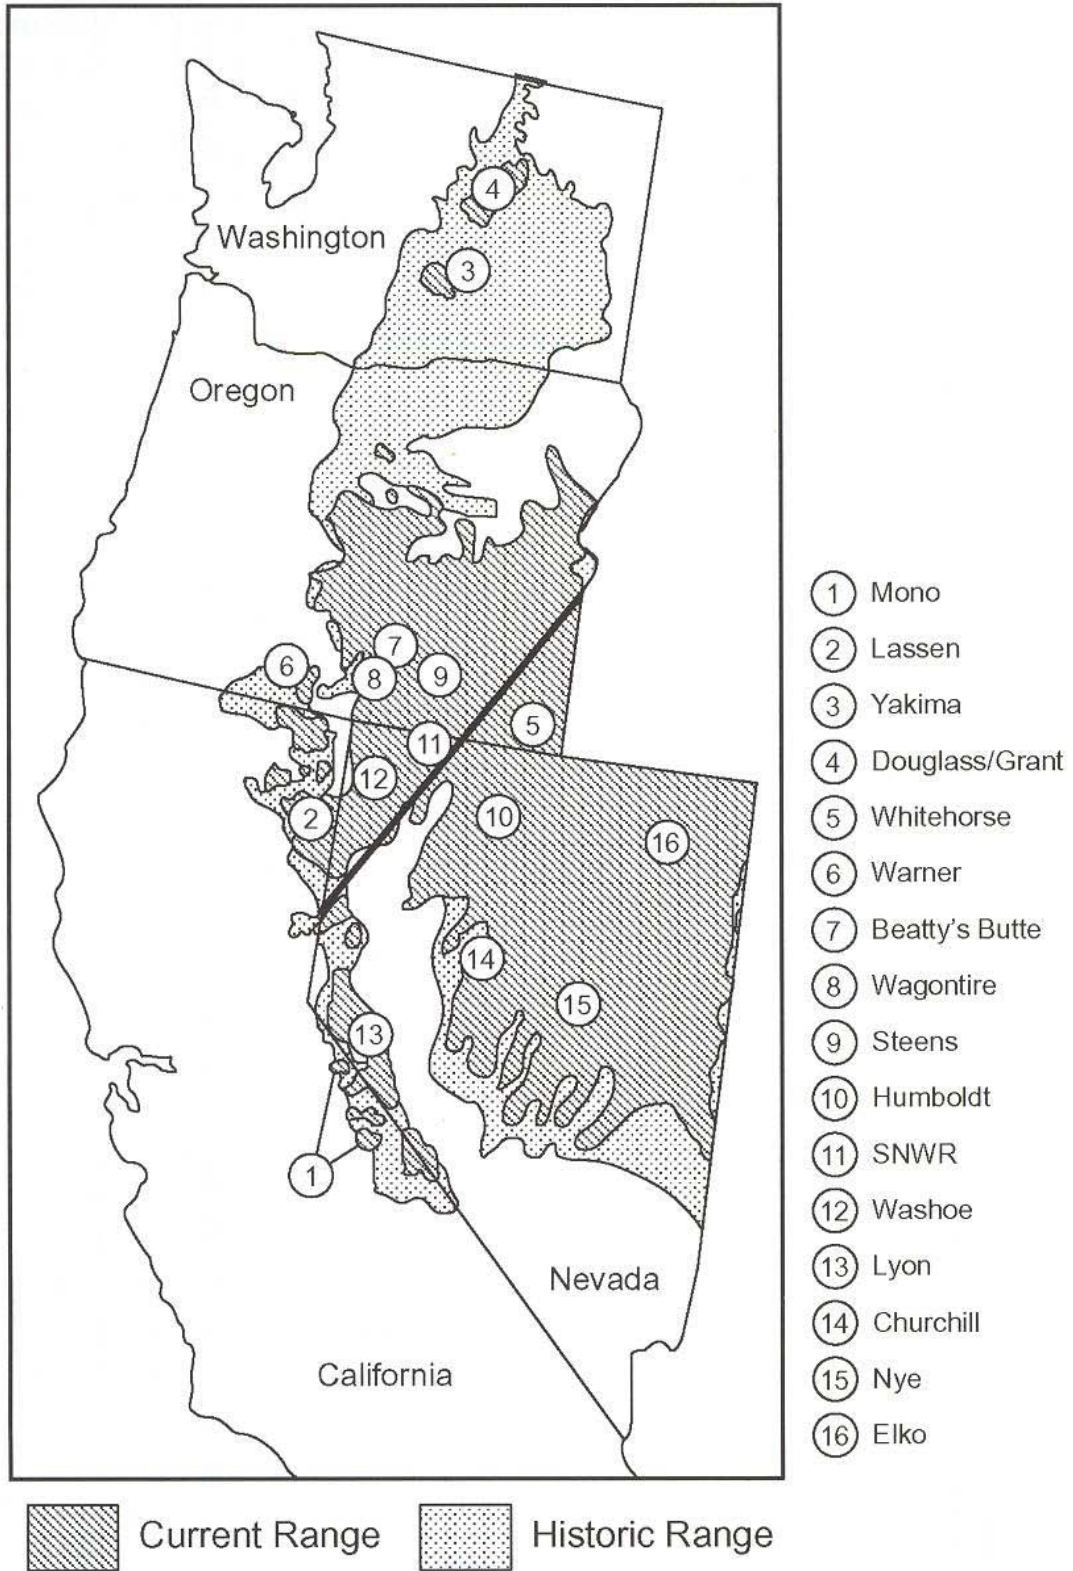 Washington
Oregon
Nevada
California
4
3
7
6
8
9
5
11
12
10
2
16
14
15
13
1
1 Mono
2 Lassen
3 Yakima
4 Douglass/Grant
5 Whitehorse
6 Warner
7 Beatty's Butte
8 Wagontire
9 Steens
10 Humboldt
11 SNWR
12 Washoe
13 Lyon
14 Churchill
15 Nye
16 Elko
Current Range
Historic Range